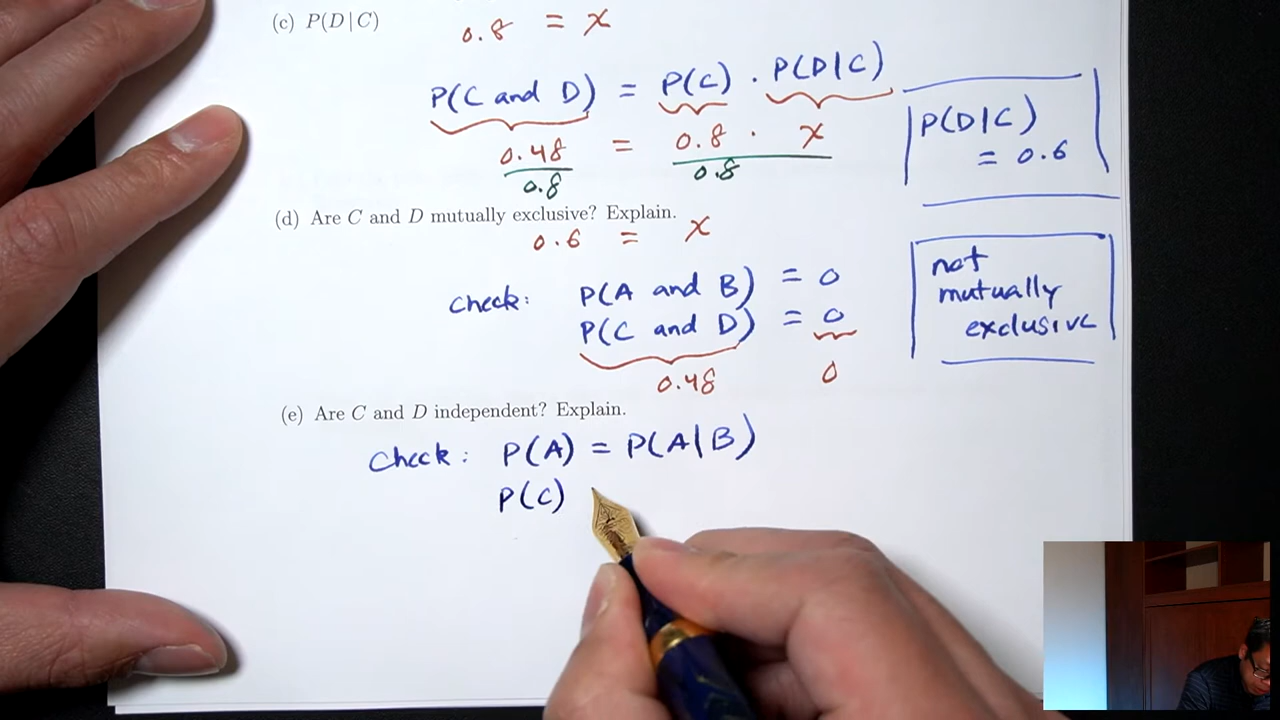 (c) P(D|C)
0.8 = x
P(C and D) = P(C) · P(D|C)
0.48 = 0.8 · x
0.8 0.8
P(D|C)
= 0.6
(d) Are C and D mutually exclusive? Explain.
0.6 = x
check: P(A and B) = 0
P(C and D) = 0
0.48 0
not
mutually
exclusive
(e) Are C and D independent? Explain.
check: P(A) = P(A|B)
P(C)